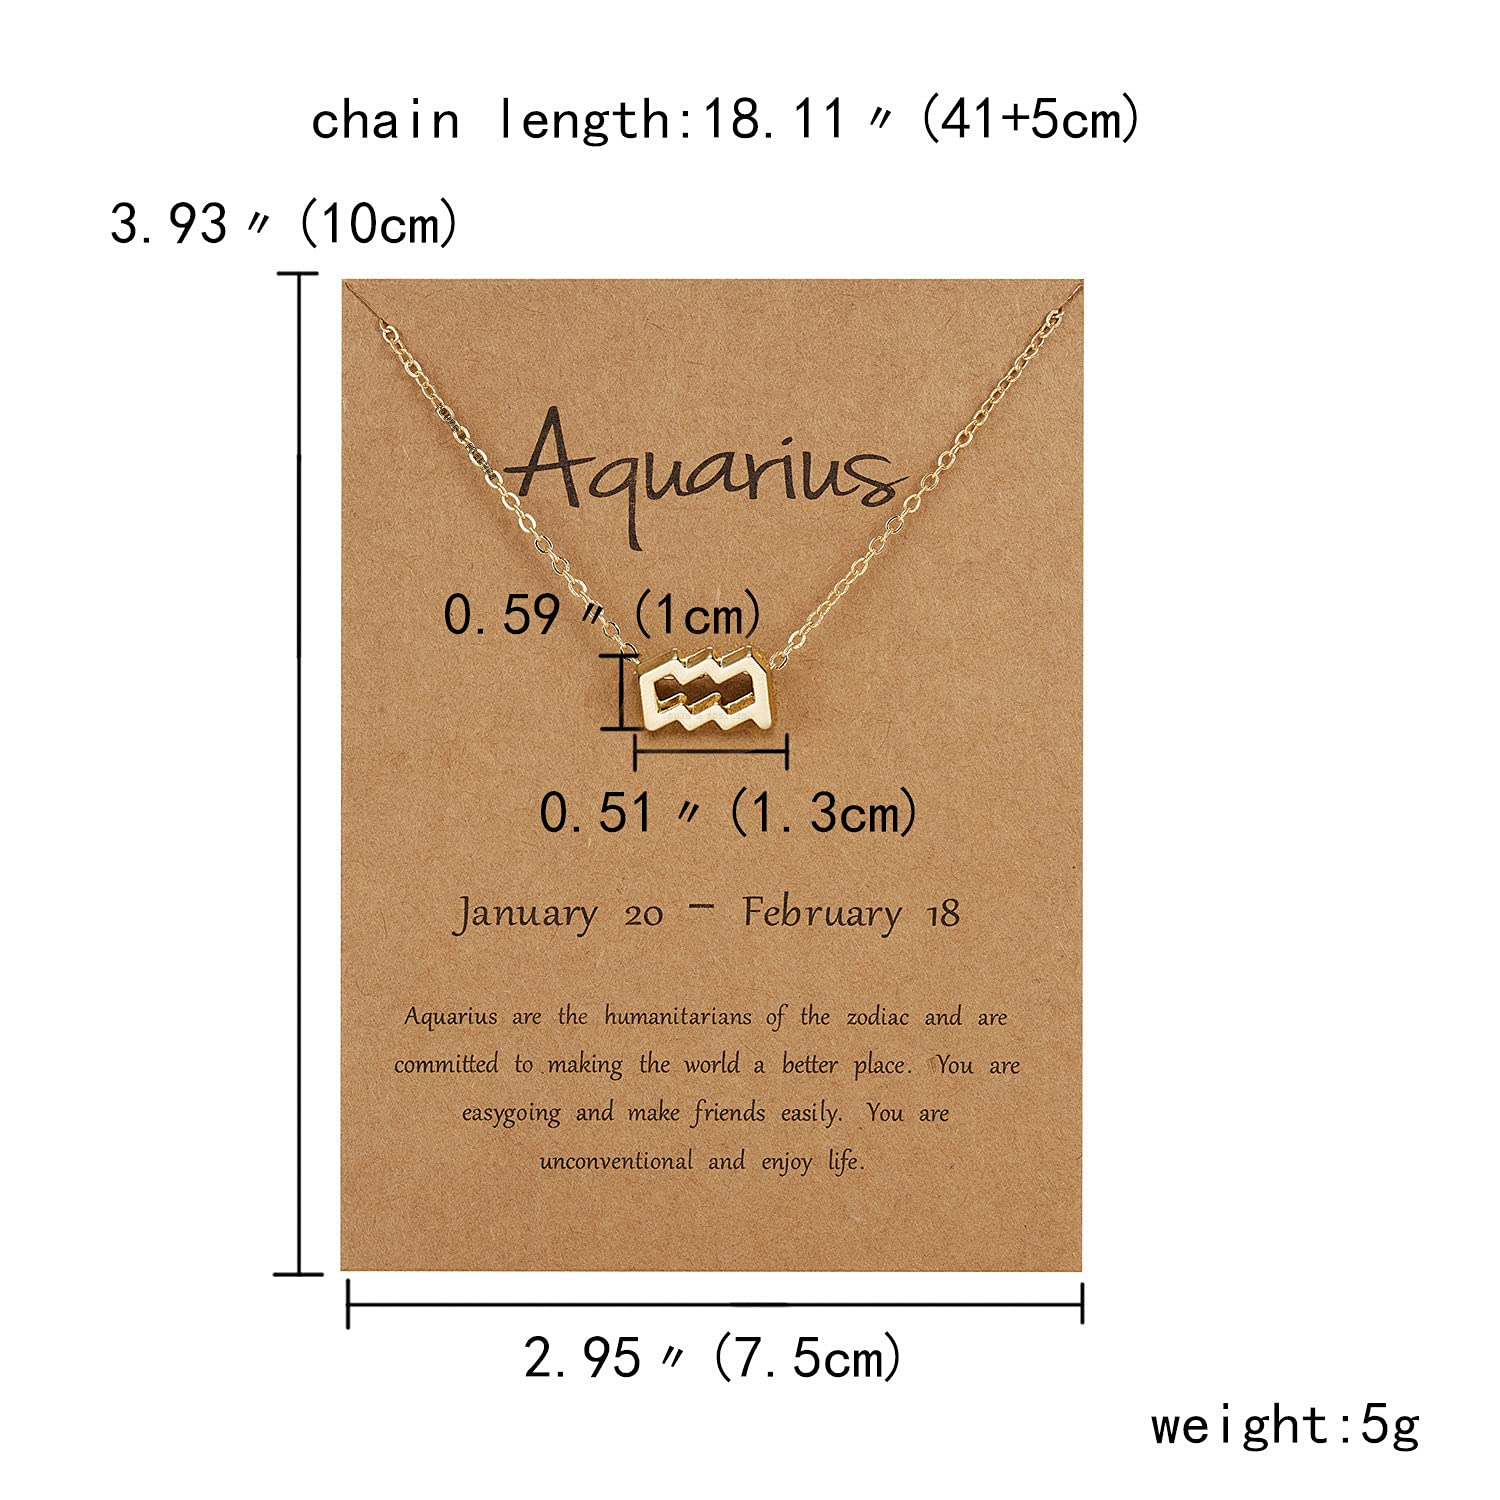 chain length:18.11〃(41+5cm)
3.93〃(10cm)
Aquarius
0.59〃(1cm)
0.51〃(1.3cm)
January 20 – February 18
Aquarius are the humanitarians of the zodiac and are
committed to making the world a better place. You are
easygoing and make friends easily. You are
unconventional and enjoy life.
2.95〃(7.5cm)
weight:5g